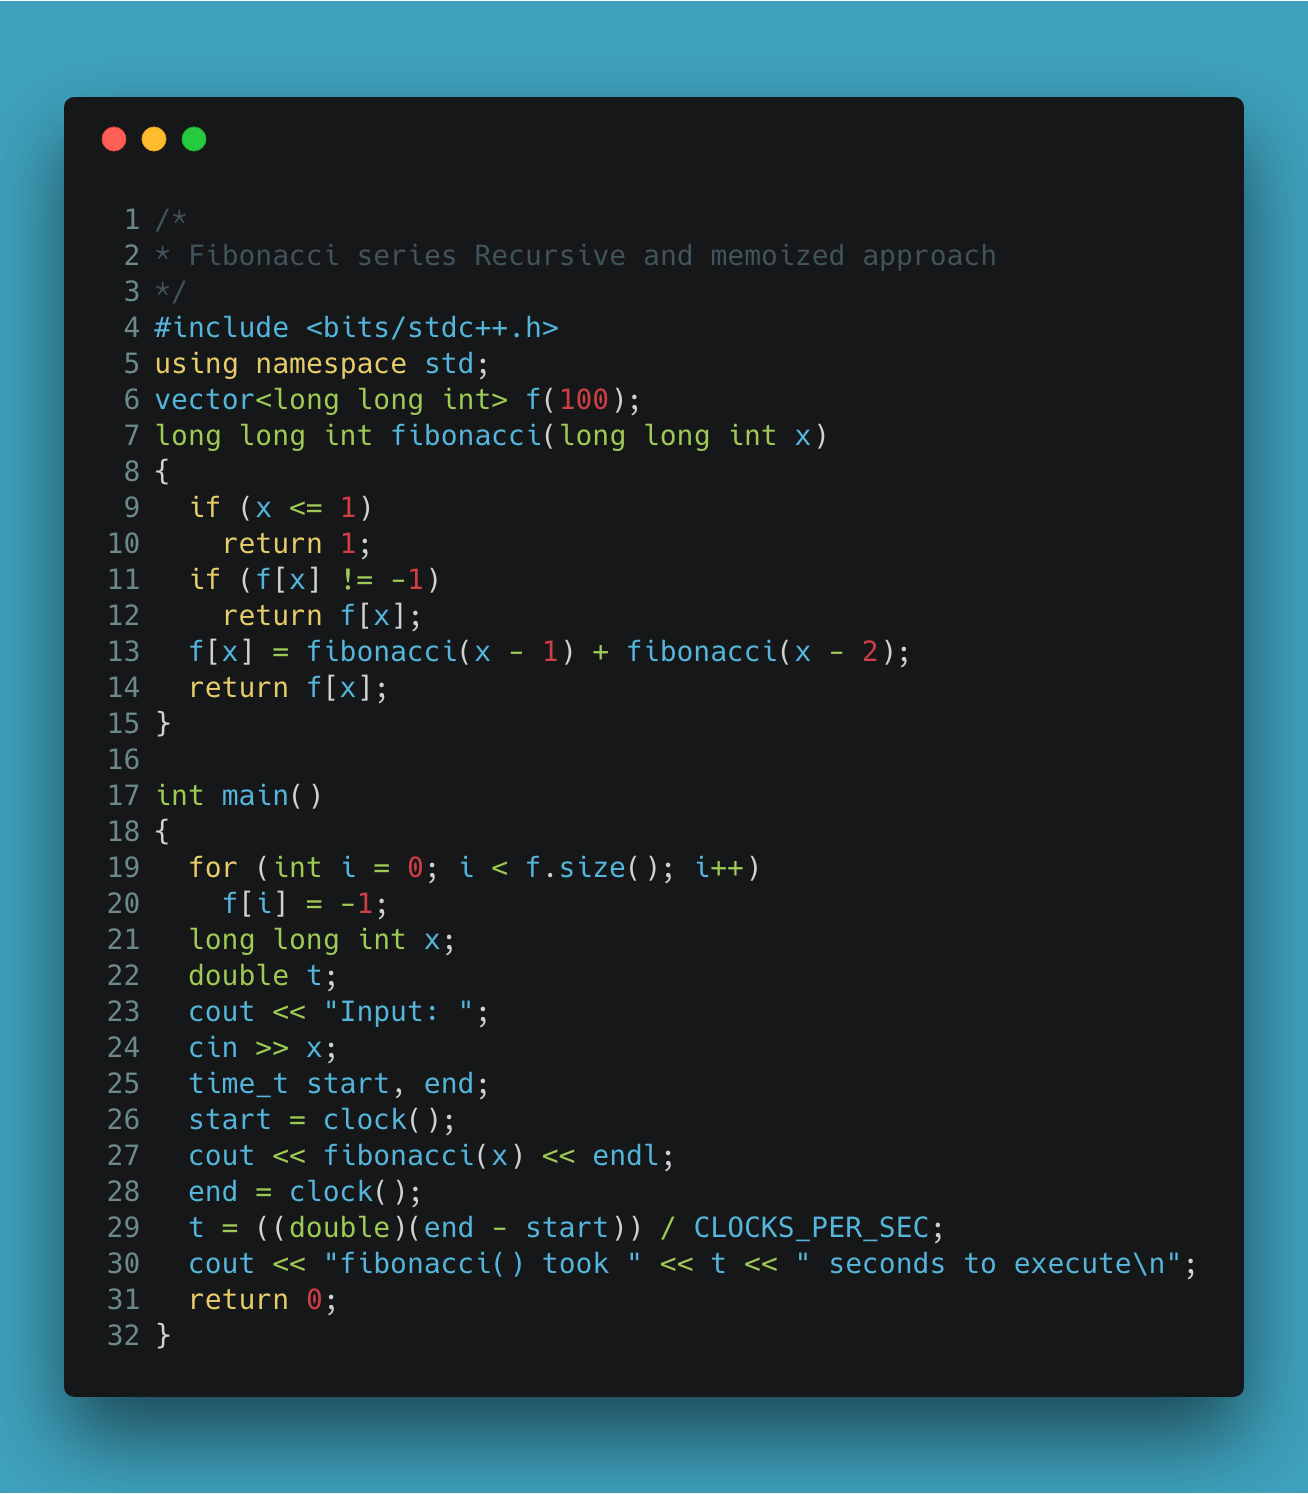 1 /*
2 * Fibonacci series Recursive and memoized approach
3 */
4 #include <bits/stdc++.h>
5 using namespace std;
6 vector<long long int> f(100);
7 long long int fibonacci(long long int x)
8 {
9   if (x <= 1)
10     return 1;
11   if (f[x] != -1)
12     return f[x];
13   f[x] = fibonacci(x - 1) + fibonacci(x - 2);
14   return f[x];
15 }
16
17 int main()
18 {
19   for (int i = 0; i < f.size(); i++)
20     f[i] = -1;
21   long long int x;
22   double t;
23   cout << "Input: ";
24   cin >> x;
25   time_t start, end;
26   start = clock();
27   cout << fibonacci(x) << endl;
28   end = clock();
29   t = ((double)(end - start)) / CLOCKS_PER_SEC;
30   cout << "fibonacci() took " << t << " seconds to execute\n";
31   return 0;
32 }